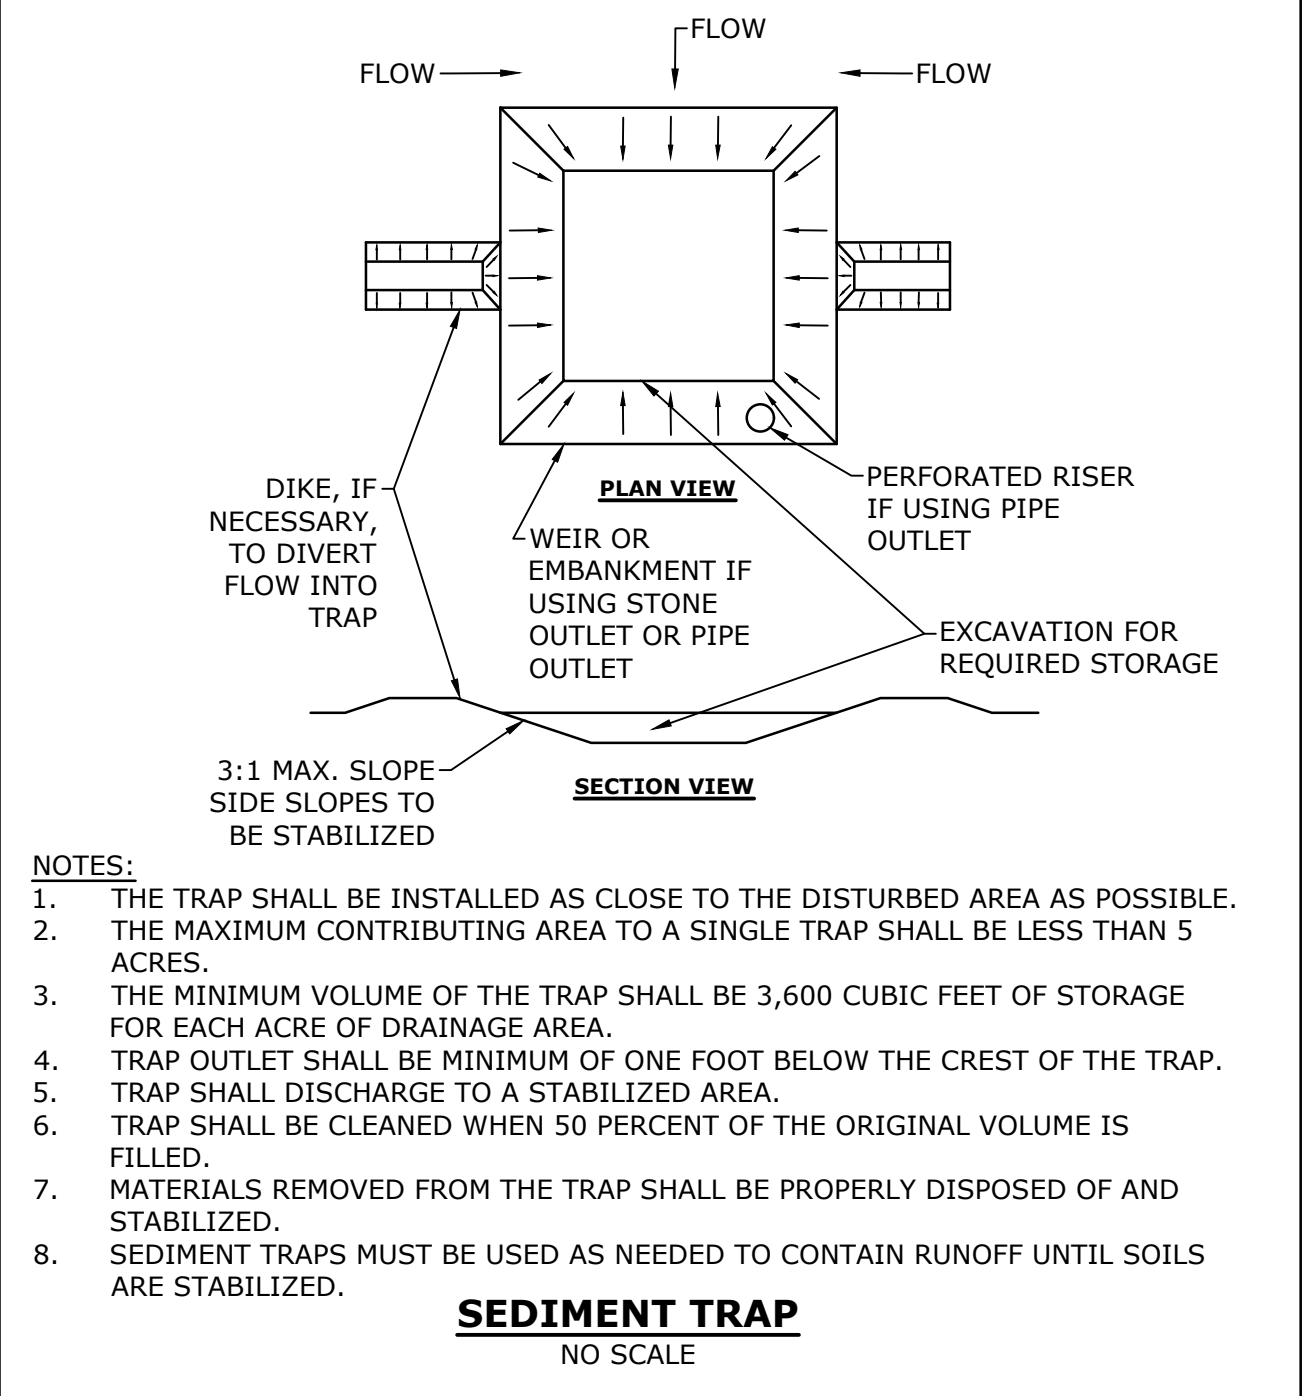 FLOW
FLOW
FLOW
DIKE, IF
NECESSARY,
TO DIVERT
FLOW INTO
TRAP
PLAN VIEW
WEIR OR
EMBANKMENT IF
USING STONE
OUTLET OR PIPE
OUTLET
PERFORATED RISER
IF USING PIPE
OUTLET
EXCAVATION FOR
REQUIRED STORAGE
3:1 MAX. SLOPE
SIDE SLOPES TO
BE STABILIZED
SECTION VIEW
NOTES:
1. THE TRAP SHALL BE INSTALLED AS CLOSE TO THE DISTURBED AREA AS POSSIBLE.
2. THE MAXIMUM CONTRIBUTING AREA TO A SINGLE TRAP SHALL BE LESS THAN 5
ACRES.
3. THE MINIMUM VOLUME OF THE TRAP SHALL BE 3,600 CUBIC FEET OF STORAGE
FOR EACH ACRE OF DRAINAGE AREA.
4. TRAP OUTLET SHALL BE MINIMUM OF ONE FOOT BELOW THE CREST OF THE TRAP.
5. TRAP SHALL DISCHARGE TO A STABILIZED AREA.
6. TRAP SHALL BE CLEANED WHEN 50 PERCENT OF THE ORIGINAL VOLUME IS
FILLED.
7. MATERIALS REMOVED FROM THE TRAP SHALL BE PROPERLY DISPOSED OF AND
STABILIZED.
8. SEDIMENT TRAPS MUST BE USED AS NEEDED TO CONTAIN RUNOFF UNTIL SOILS
ARE STABILIZED.
SEDIMENT TRAP
NO SCALE